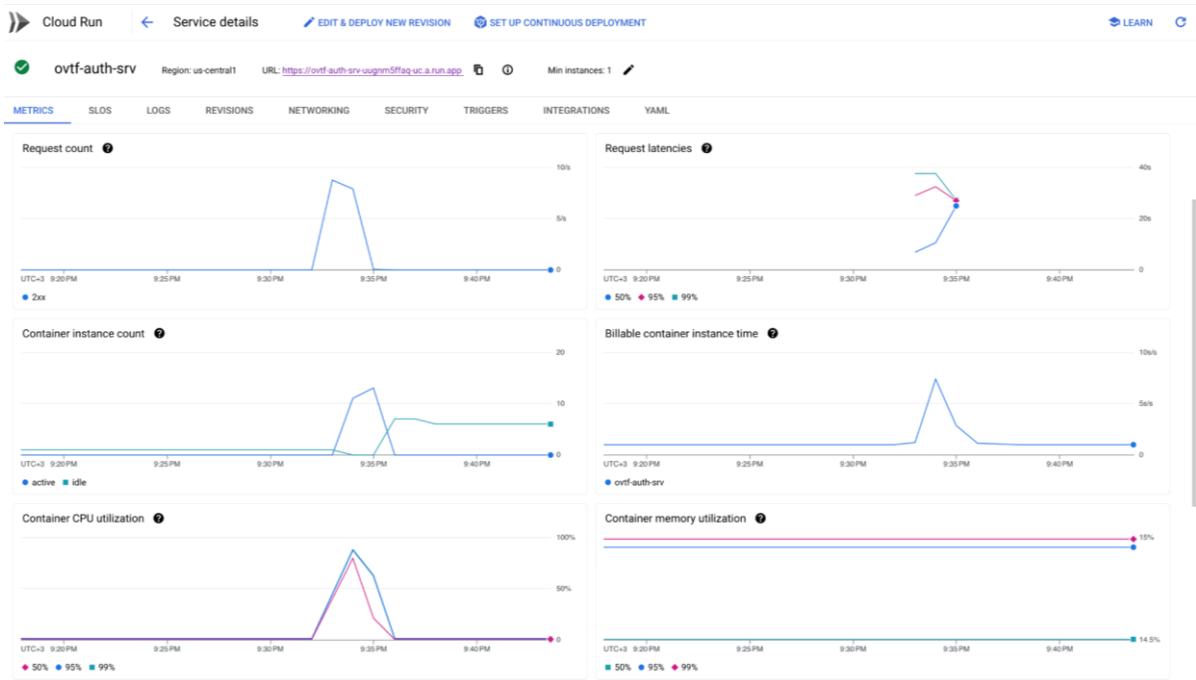 Cloud Run
Service details
EDIT & DEPLOY NEW REVISION
SET UP CONTINUOUS DEPLOYMENT
LEARN
ovtf-auth-srv
Region: us-central1
URL: https://ovtf-auth-srv-uugnm5ffaq-uc.a.run.app
Min instances: 1
METRICS
SLOS
LOGS
REVISIONS
NETWORKING
SECURITY
TRIGGERS
INTEGRATIONS
YAML
Request count
10/s
5/s
0
UTC+3 9:20 PM 9:25 PM 9:30 PM 9:35 PM 9:40 PM
2xx
Request latencies
40s
20s
0
UTC+3 9:20 PM 9:25 PM 9:30 PM 9:35 PM 9:40 PM
50% 95% 99%
Container instance count
20
10
0
UTC+3 9:20 PM 9:25 PM 9:30 PM 9:35 PM 9:40 PM
active idle
Billable container instance time
10s/s
5s/s
0
UTC+3 9:20 PM 9:25 PM 9:30 PM 9:35 PM 9:40 PM
ovtf-auth-srv
Container CPU utilization
100%
50%
0
UTC+3 9:20 PM 9:25 PM 9:30 PM 9:35 PM 9:40 PM
50% 95% 99%
Container memory utilization
15%
14.5%
UTC+3 9:20 PM 9:25 PM 9:30 PM 9:35 PM 9:40 PM
50% 95% 99%